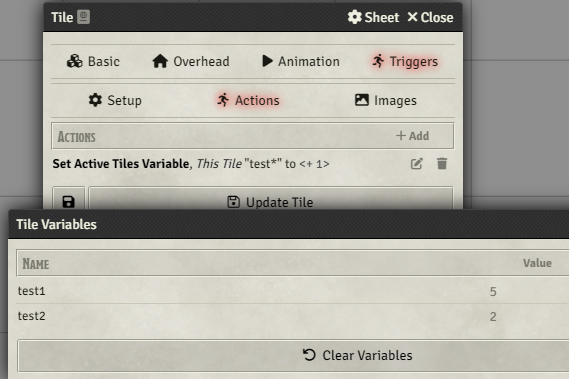 Tile Sheet Close
Basic Overhead Animation Triggers
Setup Actions Images
Actions + Add
Set Active Tiles Variable, This Tile "test*" to <+ 1>
Update Tile
Tile Variables
Name Value
test1 5
test2 2
Clear Variables